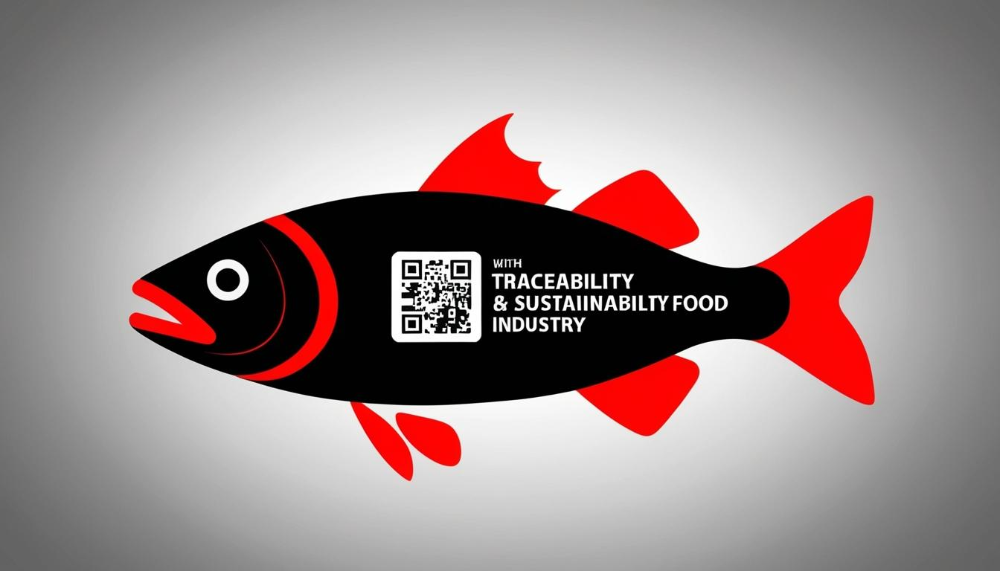 WITH
TRACEABILITY
& SUSTAIINABILTY FOOD
INDUSTRY